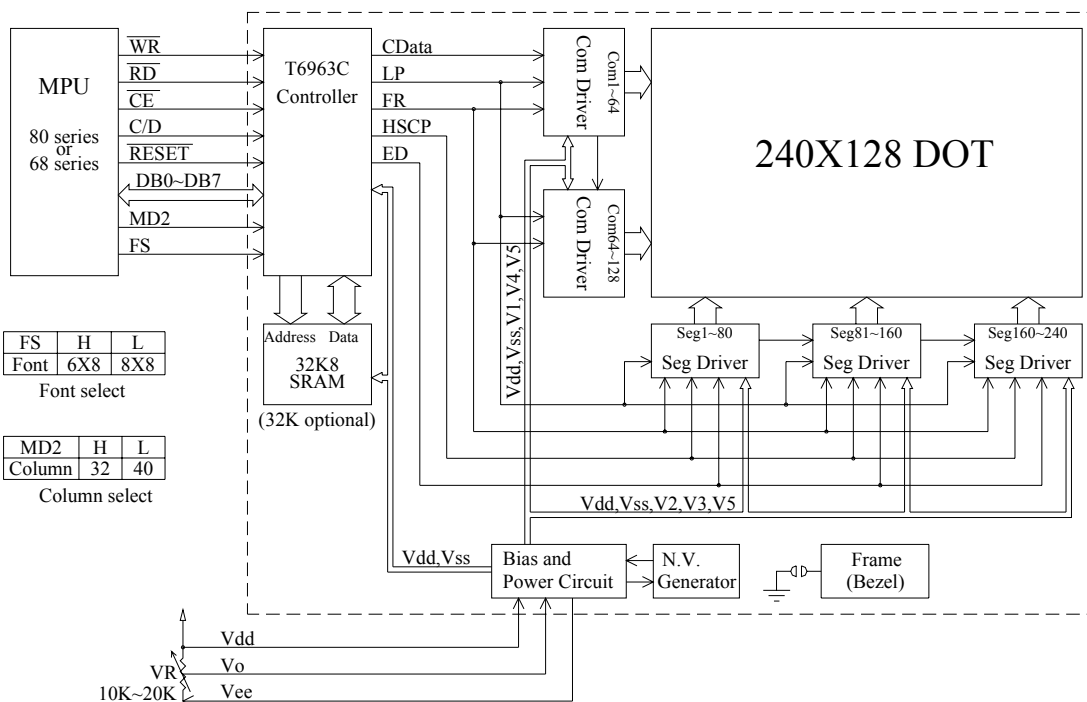 MPU
80 series
or
68 series
WR
RD
CE
C/D
RESET
DB0~DB7
MD2
FS
T6963C
Controller
CData
LP
FR
HSCP
ED
Com Driver
Com1~64
Com Driver
Com64~128
240X128 DOT
Address Data
32K8
SRAM
(32K optional)
Vdd,Vss,V1,V4,V5
Seg1~80
Seg Driver
Seg81~160
Seg Driver
Seg160~240
Seg Driver
FS H L
Font 6X8 8X8
Font select
MD2 H L
Column 32 40
Column select
Vdd,Vss,V2,V3,V5
Vdd,Vss
Bias and
Power Circuit
N.V.
Generator
Frame
(Bezel)
Vdd
VR
Vo
10K~20K
Vee